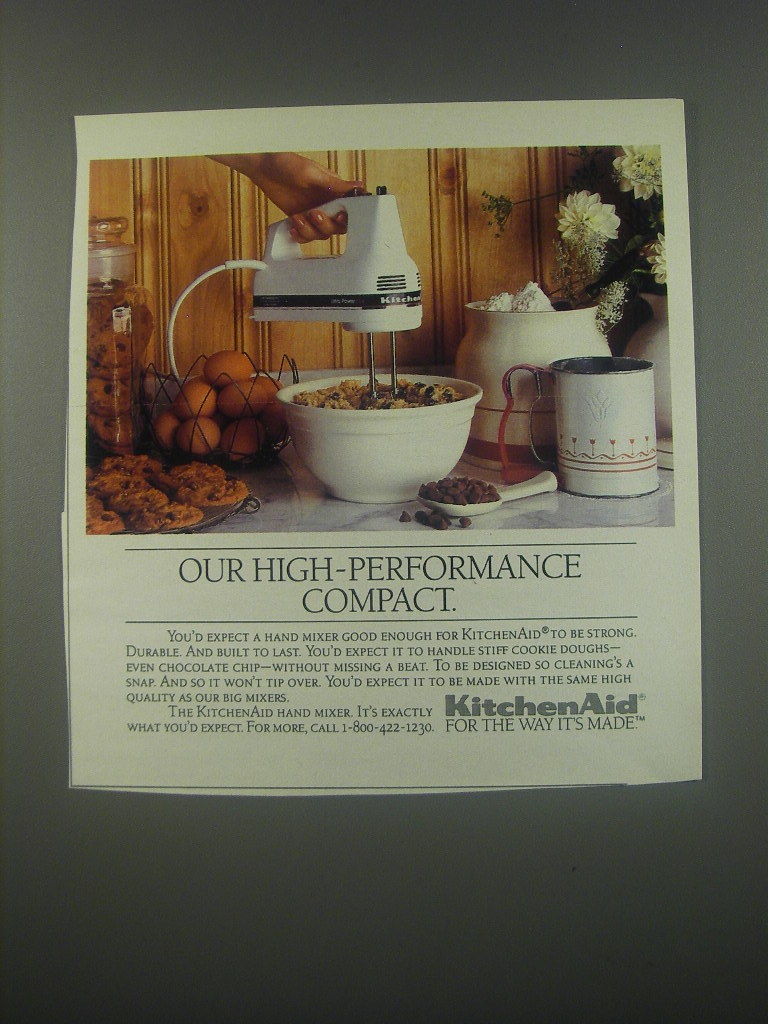 Ultra Power
Kitchen
OUR HIGH-PERFORMANCE
COMPACT.
YOU'D EXPECT A HAND MIXER GOOD ENOUGH FOR KITCHENAID® TO BE STRONG.
DURABLE. AND BUILT TO LAST. YOU'D EXPECT IT TO HANDLE STIFF COOKIE DOUGHS—
EVEN CHOCOLATE CHIP—WITHOUT MISSING A BEAT. TO BE DESIGNED SO CLEANING'S A
SNAP. AND SO IT WON'T TIP OVER. YOU'D EXPECT IT TO BE MADE WITH THE SAME HIGH
QUALITY AS OUR BIG MIXERS.
THE KITCHENAID HAND MIXER. IT'S EXACTLY
WHAT YOU'D EXPECT. FOR MORE, CALL 1-800-422-1230.
KitchenAid®
FOR THE WAY IT'S MADE.™